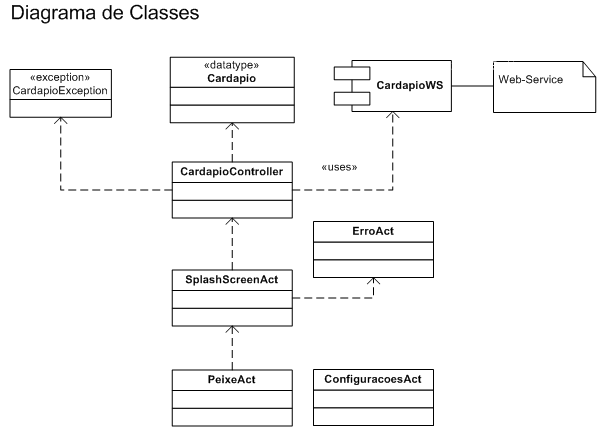 Diagrama de Classes
«exception»
CardapioException
«datatype»
Cardapio
CardapioWS
Web-Service
CardapioController
«uses»
ErroAct
SplashScreenAct
PeixeAct
ConfiguracoesAct